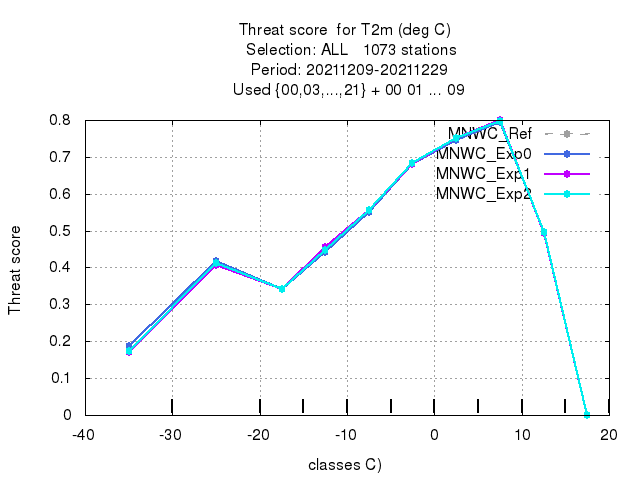 Threat score  for T2m (deg C)
Selection: ALL   1073 stations
Period: 20211209-20211229
Used {00,03,...,21} + 00 01 ... 09
MNWC_Ref
MNWC_Exp0
MNWC_Exp1
MNWC_Exp2
Threat score
0.8
0.7
0.6
0.5
0.4
0.3
0.2
0.1
0
-40 -30 -20 -10 0 10 20
classes C)